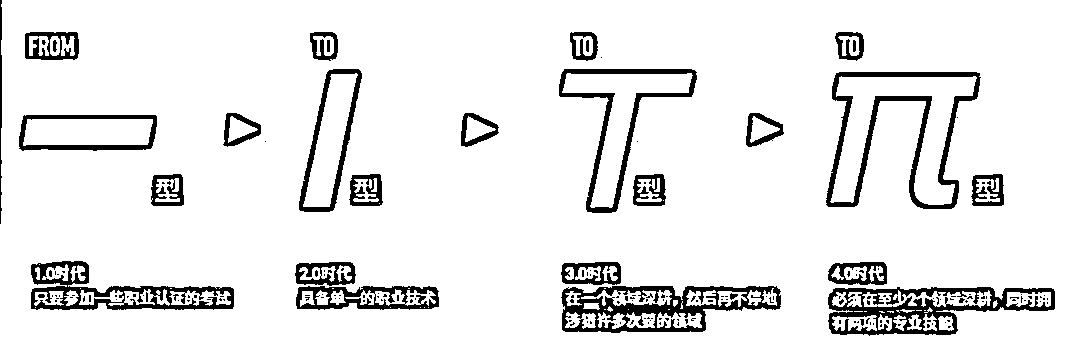 FROM
一
型
TO
I
型
TO
T
型
TO
π
型
1.0时代
只要参加一些职业认证的考试
2.0时代
具备单一的职业技术
3.0时代
在一个领域深耕，然后再不停地
涉猎许多次要的领域
4.0时代
必须在至少2个领域深耕，同时拥
有两项的专业技能